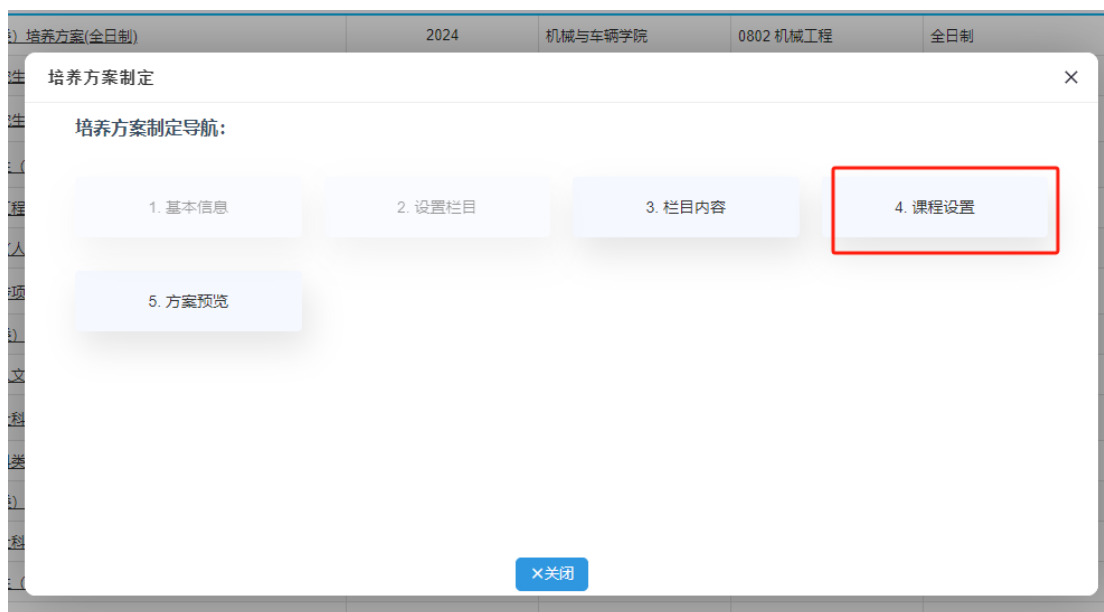 培养方案(全日制) 2024 机械与车辆学院 0802 机械工程 全日制
培养方案制定
培养方案制定导航：
1. 基本信息 2. 设置栏目 3. 栏目内容 4. 课程设置
5. 方案预览
×关闭